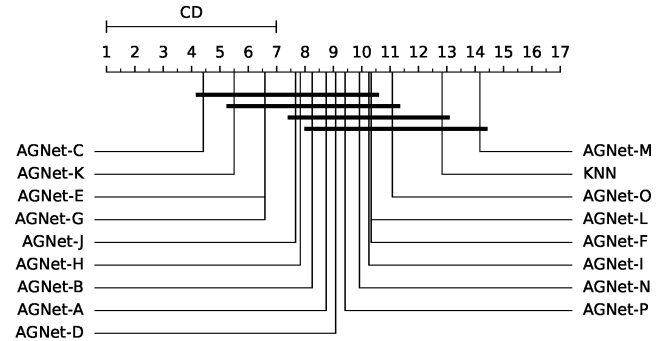 CD
1 2 3 4 5 6 7 8 9 10 11 12 13 14 15 16 17
AGNet-C
AGNet-K
AGNet-E
AGNet-G
AGNet-J
AGNet-H
AGNet-B
AGNet-A
AGNet-D
AGNet-M
KNN
AGNet-O
AGNet-L
AGNet-F
AGNet-I
AGNet-N
AGNet-P